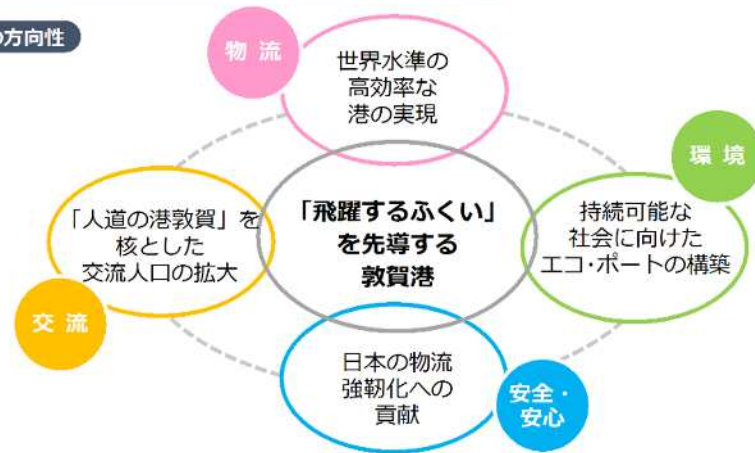 の方向性
物 流
世界水準の
高効率な
港の実現
環 境
持続可能な
社会に向けた
エコ・ポートの構築
「飛躍するふくい」
を先導する
敦賀港
「人道の港敦賀」を
核とした
交流人口の拡大
交 流
日本の物流
強靭化への
貢献
安全・
安心